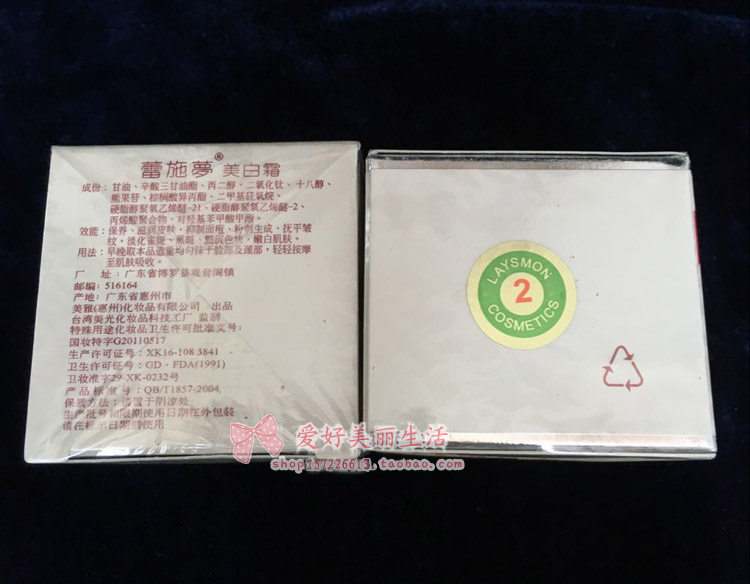 蕾施夢® 美白霜
成份：甘油、辛酸三甘油酯、丙二醇、二氧化钛、十八醇、
熊果苷、棕榈酸异丙酯、二甲基硅氧烷、
硬脂醇聚氧乙烯醚-21、硬脂醇聚氧乙烯醚-2、
丙烯酸聚合物、对羟基苯甲酸甲酯。
效能：保养、滋润皮肤，抑制面疱、粉刺生成、抚平皱
纹，淡化雀斑、黑斑、黯沉色块，嫩白肌肤。
用法：早晚取本品适量均匀抹于脸部及颈部，轻轻按摩
至肌肤吸收。
厂 址：广东省博罗县观音阁镇
邮编：516164
产地：广东省惠州市
美雅(惠州)化妆品有限公司 出品
台湾美光化妆品科技工厂 监制
特殊用途化妆品卫生许可批准文号：
国妆特字G20110517
生产许可证号：XK16-108 3841
卫生许可证号：GD·FDA(1991)
卫妆准字29-XK-0232号
产品标准号：QB/T1857-2004
保质方法：请置于阴凉处
生产批号和限期使用日期在外包装
请在标示日期前使用
LAYSMON
2
COSMETICS
爱好美丽生活
shop157226613.taobao.com